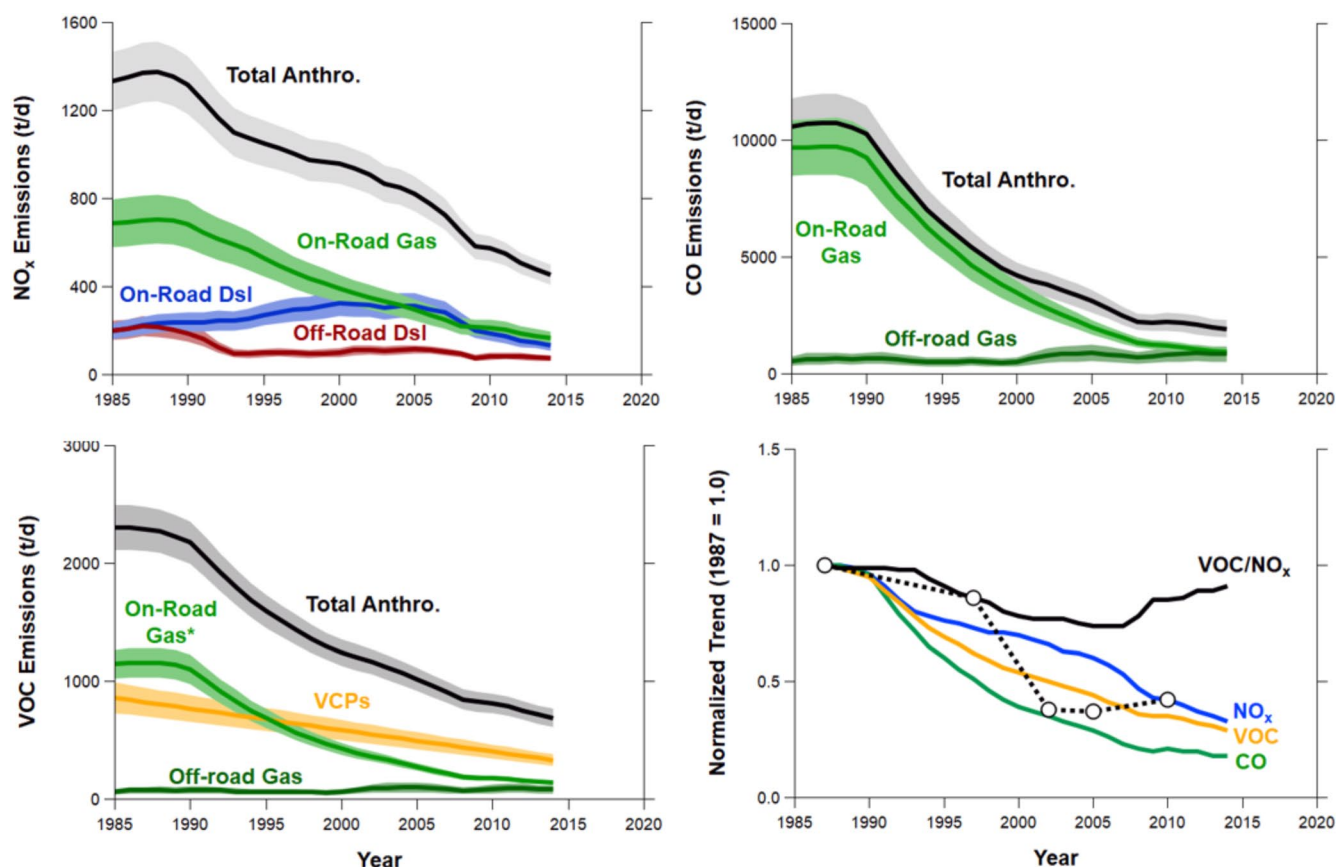 1600
1200
800
400
0
NOx Emissions (t/d)
Total Anthro.
On-Road Gas
On-Road Dsl
Off-Road Dsl
1985 1990 1995 2000 2005 2010 2015 2020
15000
10000
5000
0
CO Emissions (t/d)
Total Anthro.
On-Road
Gas
Off-road Gas
1985 1990 1995 2000 2005 2010 2015 2020
Year
3000
2000
1000
0
VOC Emissions (t/d)
Total Anthro.
On-Road
Gas*
VCPs
Off-road Gas
1985 1990 1995 2000 2005 2010 2015 2020
Year
1.5
1.0
0.5
0.0
Normalized Trend (1987 = 1.0)
VOC/NOx
NOx
VOC
CO
1985 1990 1995 2000 2005 2010 2015 2020
Year